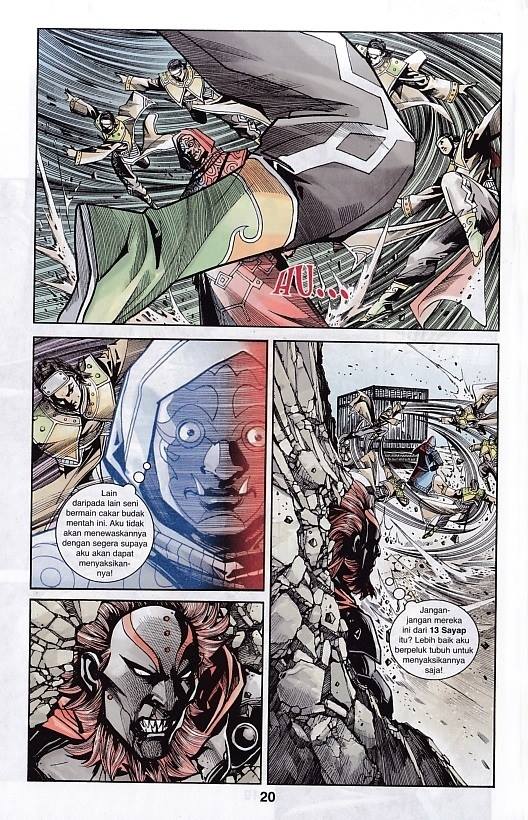 HU....
Lain
daripada lain seni
bermain cakar budak
mentah ini. Aku tidak
akan menewaskannya
dengan segera supaya
aku akan dapat
menyaksikan-
nya!
Jangan-
jangan mereka
ini dari 13 Sayap
itu? Lebih baik aku
berpeluk tubuh untuk
menyaksikannya
saja!
20